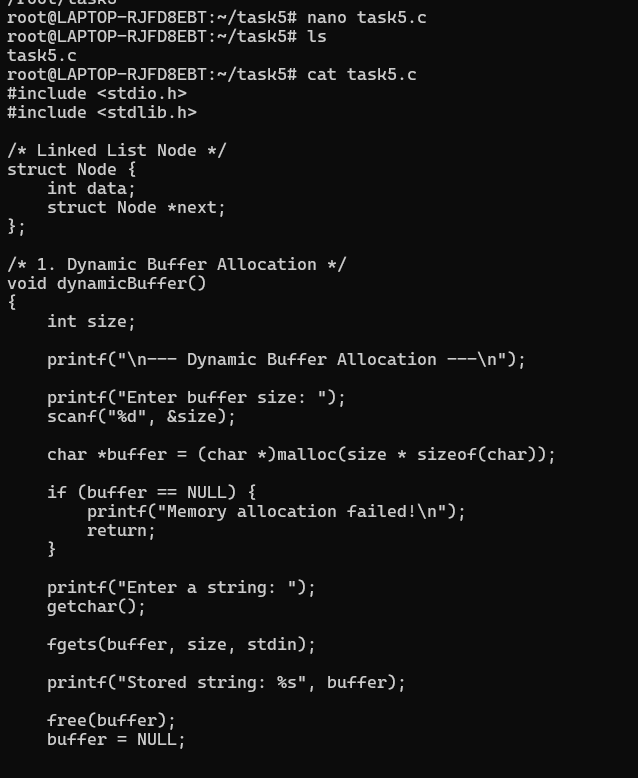 /root/task6
root@LAPTOP-RJFD8EBT:~/task5# nano task5.c
root@LAPTOP-RJFD8EBT:~/task5# ls
task5.c
root@LAPTOP-RJFD8EBT:~/task5# cat task5.c
#include <stdio.h>
#include <stdlib.h>

/* Linked List Node */
struct Node {
    int data;
    struct Node *next;
};

/* 1. Dynamic Buffer Allocation */
void dynamicBuffer()
{
    int size;

    printf("\n--- Dynamic Buffer Allocation ---\n");

    printf("Enter buffer size: ");
    scanf("%d", &size);

    char *buffer = (char *)malloc(size * sizeof(char));

    if (buffer == NULL) {
        printf("Memory allocation failed!\n");
        return;
    }

    printf("Enter a string: ");
    getchar();

    fgets(buffer, size, stdin);

    printf("Stored string: %s", buffer);

    free(buffer);
    buffer = NULL;